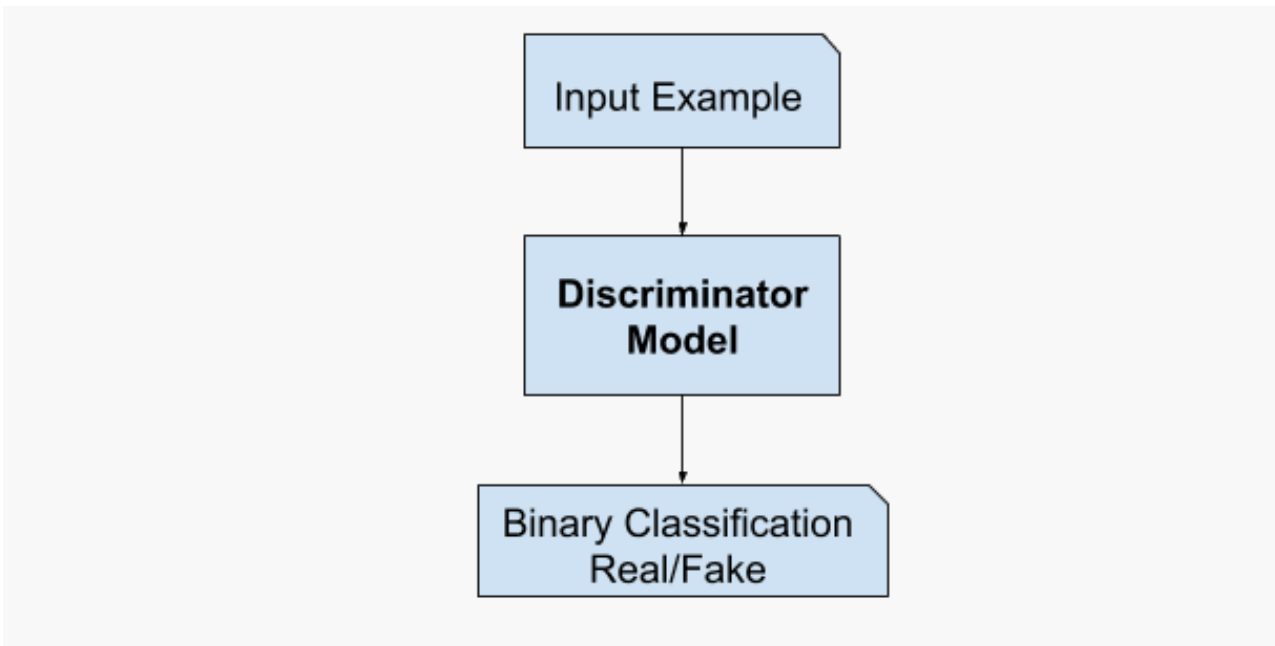 Input Example
Discriminator
Model
Binary Classification
Real/Fake